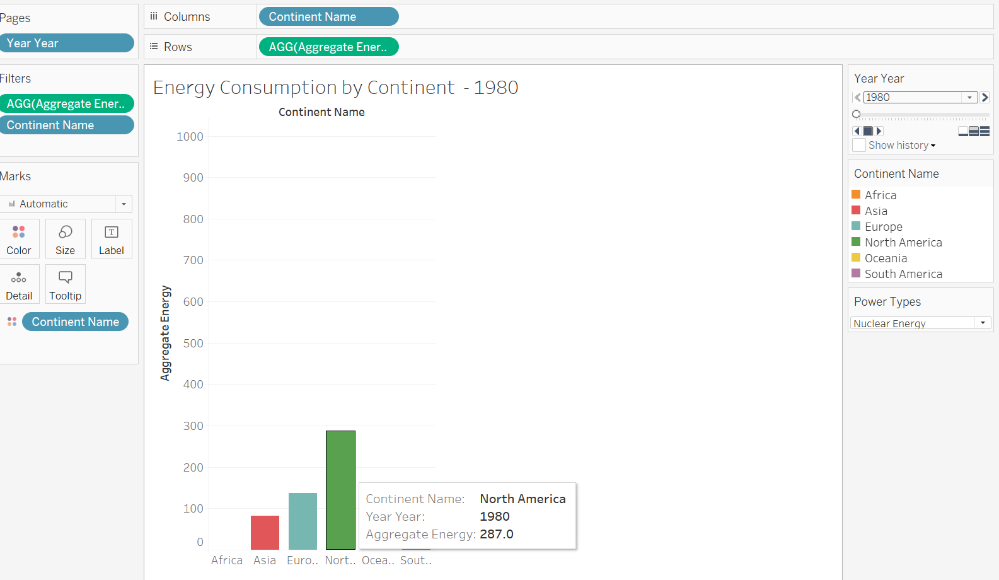 Pages
Year Year
Filters
AGG(Aggregate Ener..
Continent Name
Marks
Automatic
Color Size Label
Detail Tooltip
Continent Name
Columns Continent Name
Rows AGG(Aggregate Ener..
Energy Consumption by Continent - 1980
Continent Name
Aggregate Energy
1000
900
800
700
600
500
400
300
200
100
0
Africa Asia Euro.. Nort.. Ocea.. Sout..
Continent Name: North America
Year Year: 1980
Aggregate Energy: 287.0
Year Year
1980
Show history
Continent Name
Africa
Asia
Europe
North America
Oceania
South America
Power Types
Nuclear Energy